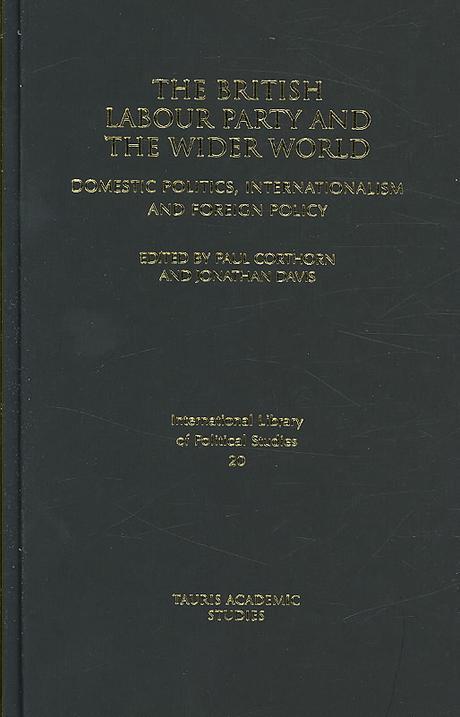 THE BRITISH
LABOUR PARTY AND
THE WIDER WORLD
DOMESTIC POLITICS, INTERNATIONALISM
AND FOREIGN POLICY
EDITED BY PAUL CORTHORN
AND JONATHAN DAVIS
International Library
of Political Studies
20
TAURIS ACADEMIC
STUDIES